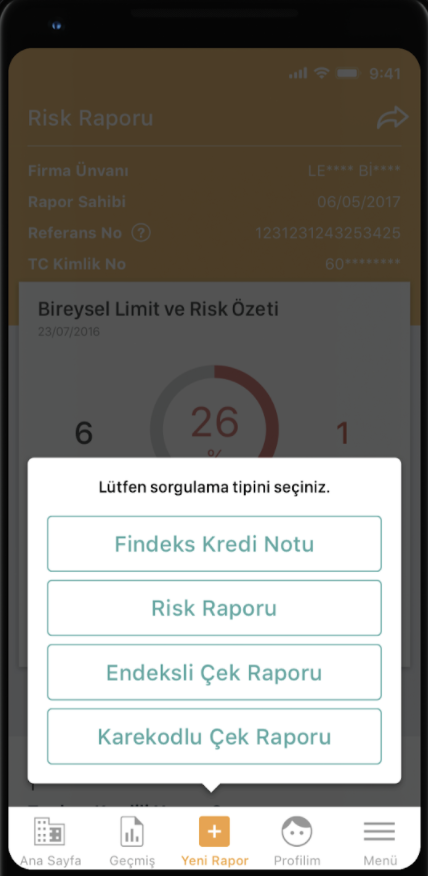 9:41
Risk Raporu
Firma Ünvanı LE**** Bİ****
Rapor Sahibi 06/05/2017
Referans No ? 1231231243253425
TC Kimlik No 60********
Bireysel Limit ve Risk Özeti
23/07/2016
6 26 1
%
Lütfen sorgulama tipini seçiniz.
Findeks Kredi Notu
Risk Raporu
Endeksli Çek Raporu
Karekodlu Çek Raporu
Ana Sayfa Geçmiş Yeni Rapor Profilim Menü